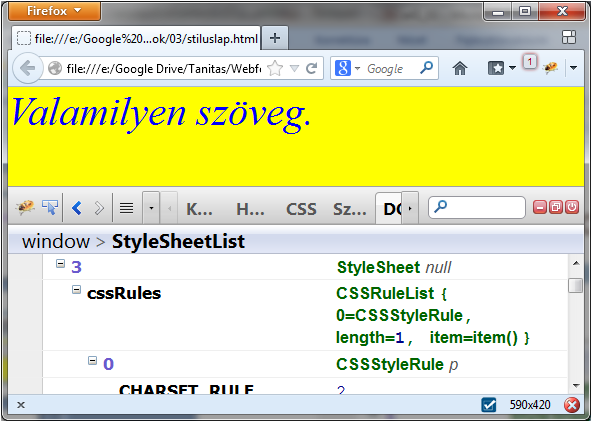 Firefox
file:///e:/Google%20...ok/03/stiluslap.html
file:///e:/Google Drive/Tanitas/Webfe
Google
1
Valamilyen szöveg.
K... H... CSS Sz... DO
window > StyleSheetList
3 StyleSheet null
cssRules CSSRuleList {
0=CSSStyleRule,
length=1, item=item() }
0 CSSStyleRule p
CHARSET_RULE 2
590x420